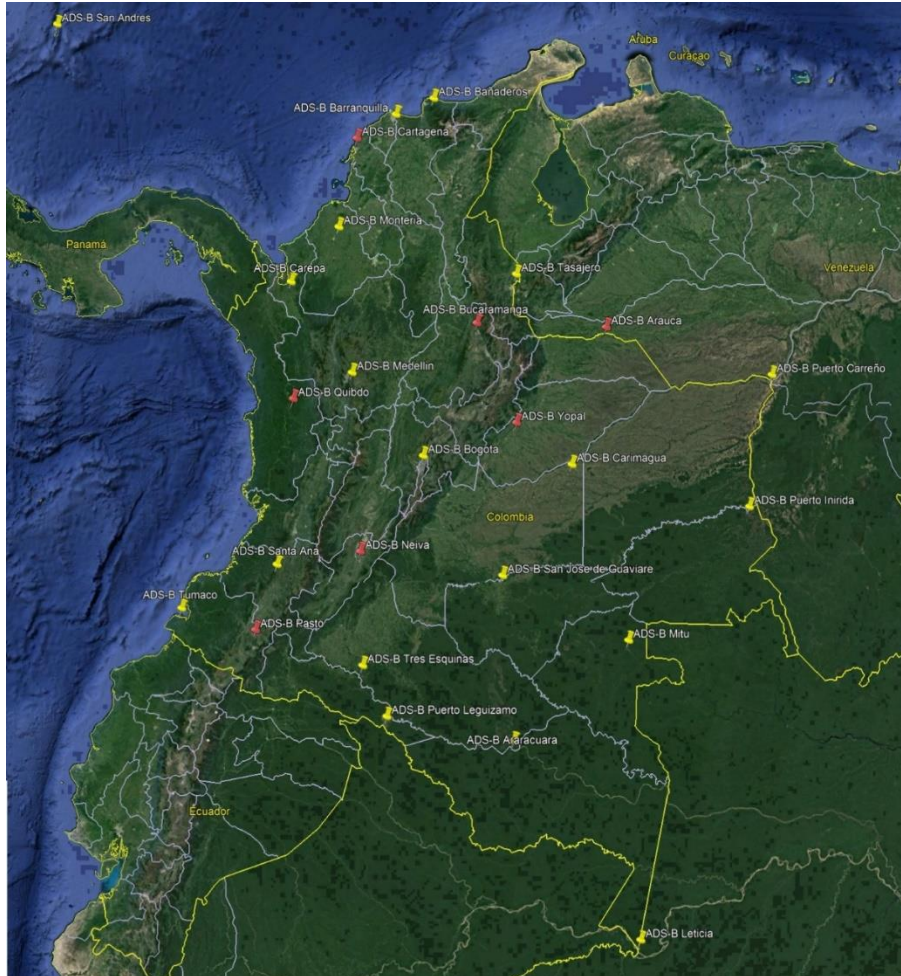 ADS-B San Andres
Aruba
Curaçao
ADS-B Bañaderos
ADS-B Barranquilla
ADS-B Cartagena
ADS-B Monteria
Panamá
ADS-B Carepa
ADS-B Tasajero
Venezuela
ADS-B Bucaramanga
ADS-B Arauca
ADS-B Medellin
ADS-B Puerto Carreño
ADS-B Quibdo
ADS-B Yopal
ADS-B Bogota
ADS-B Carimagua
ADS-B Puerto Inirida
Colombia
ADS-B Neiva
ADS-B Santa Ana
ADS-B San Jose de Guaviare
ADS-B Tumaco
ADS-B Pasto
ADS-B Mitu
ADS-B Tres Esquinas
ADS-B Puerto Leguizamo
ADS-B Araracuara
Ecuador
ADS-B Leticia